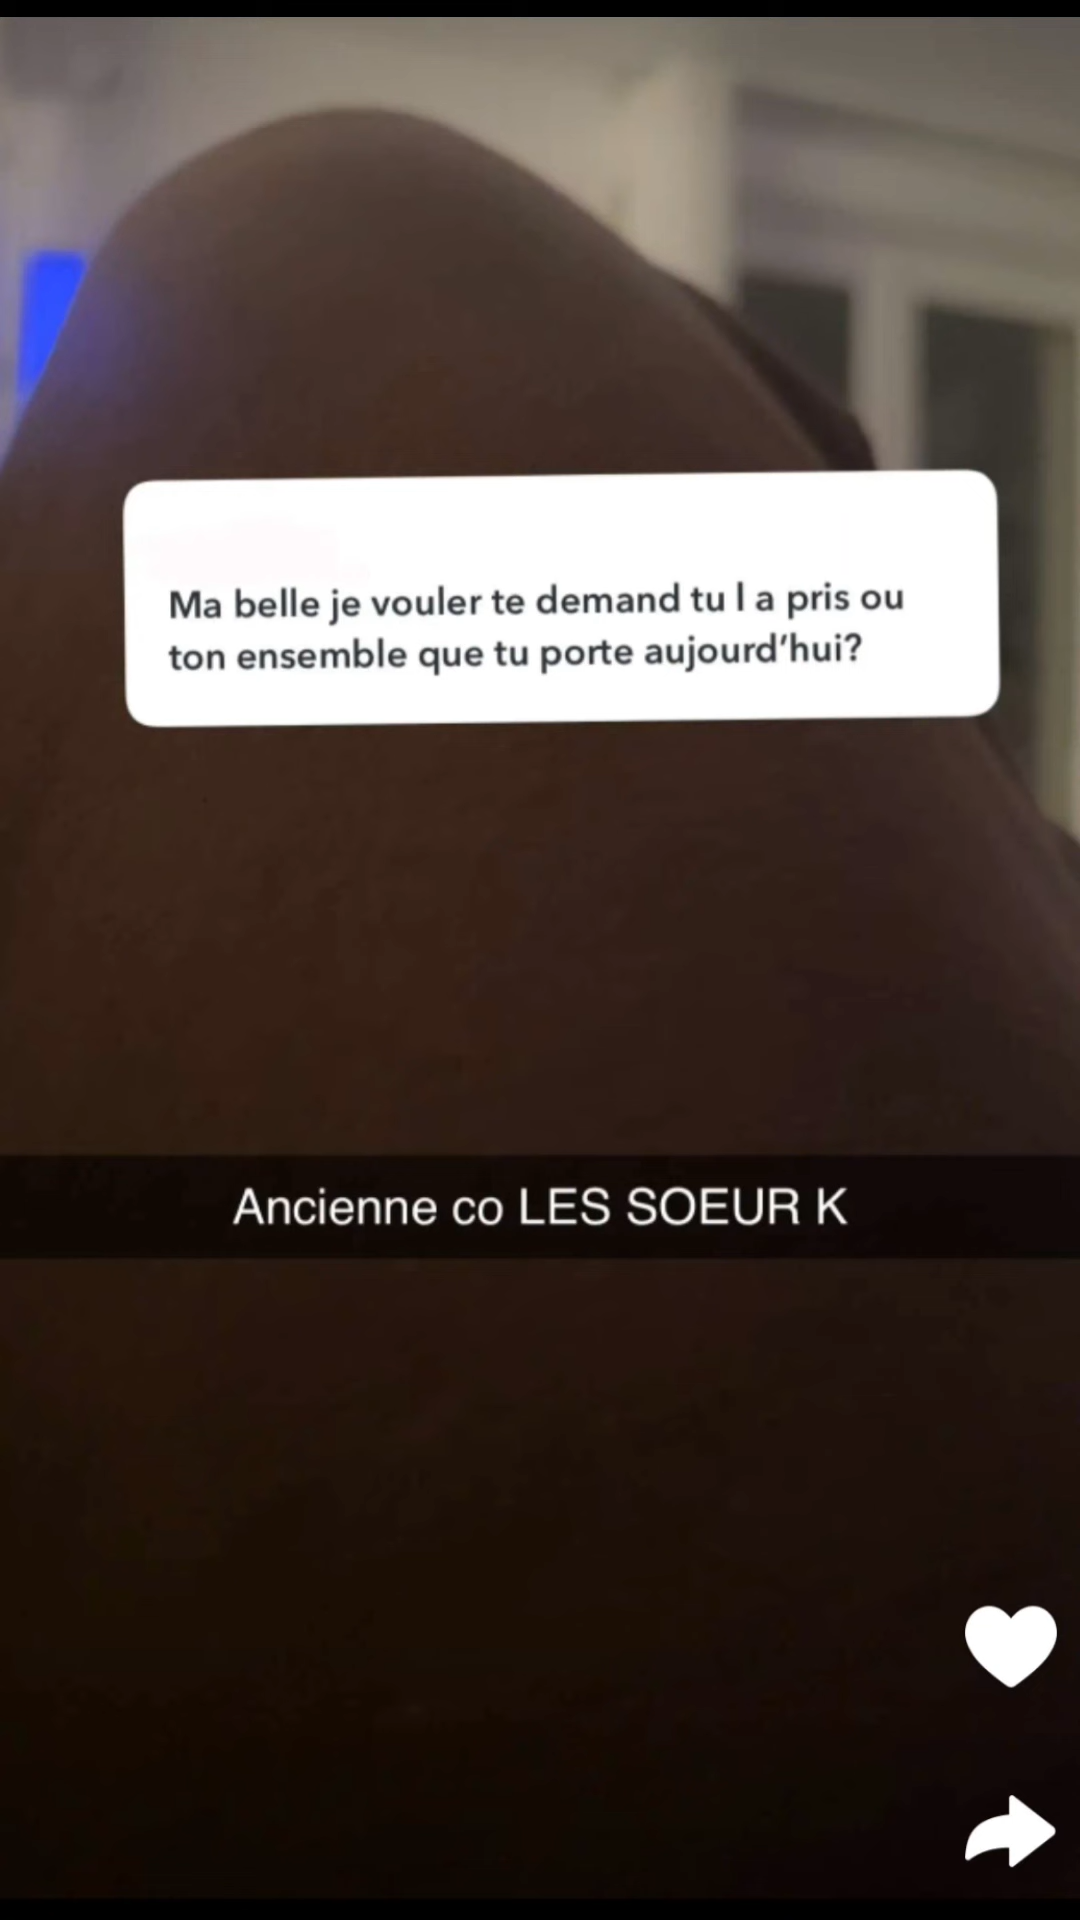 Ma belle je vouler te demand tu l a pris ou
ton ensemble que tu porte aujourd’hui?
Ancienne co LES SOEUR K